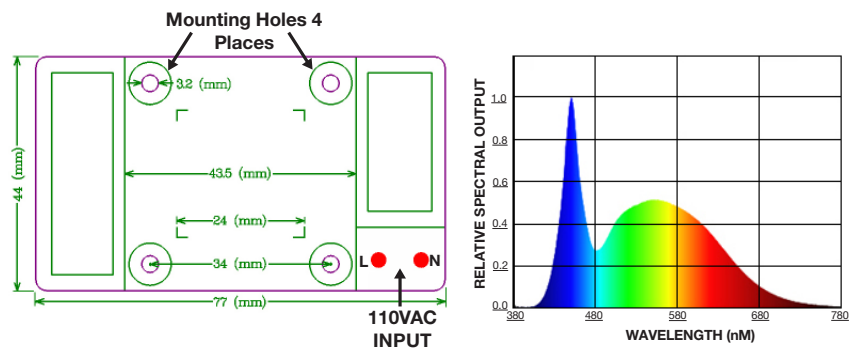 Mounting Holes 4
Places
3.2 (mm)
43.5 (mm)
44 (mm)
24 (mm)
34 (mm)
L
N
77 (mm)
110VAC
INPUT
RELATIVE SPECTRAL OUTPUT
1.0
0.8
0.6
0.4
0.2
0.0
380
480
580
680
780
WAVELENGTH (nM)